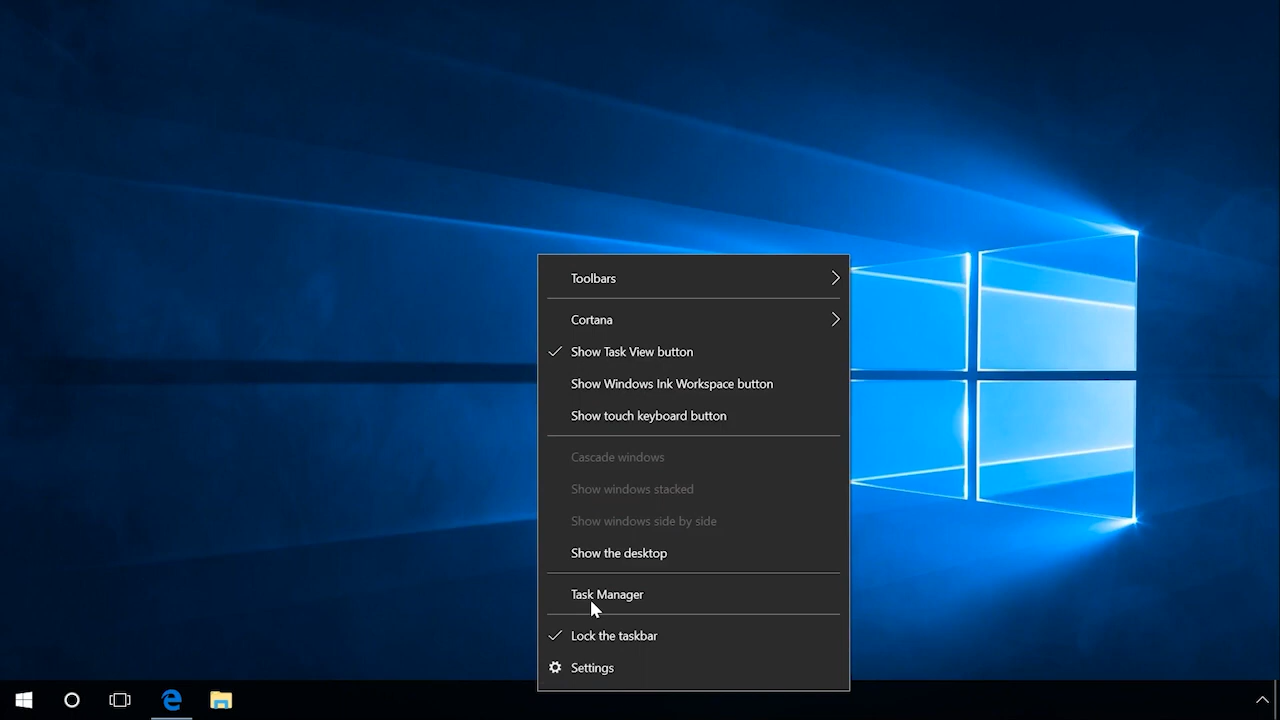 Toolbars
Cortana
Show Task View button
Show Windows Ink Workspace button
Show touch keyboard button
Cascade windows
Show windows stacked
Show windows side by side
Show the desktop
Task Manager
Lock the taskbar
Settings